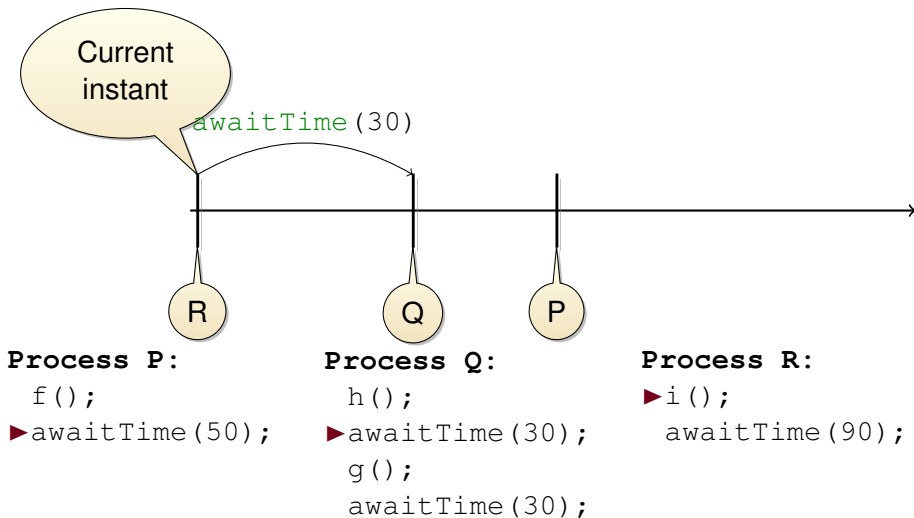 Current
instant
awaitTime(30)
R
Q
P
Process P:
f();
▶awaitTime(50);
Process Q:
h();
▶awaitTime(30);
g();
awaitTime(30);
Process R:
▶i();
awaitTime(90);